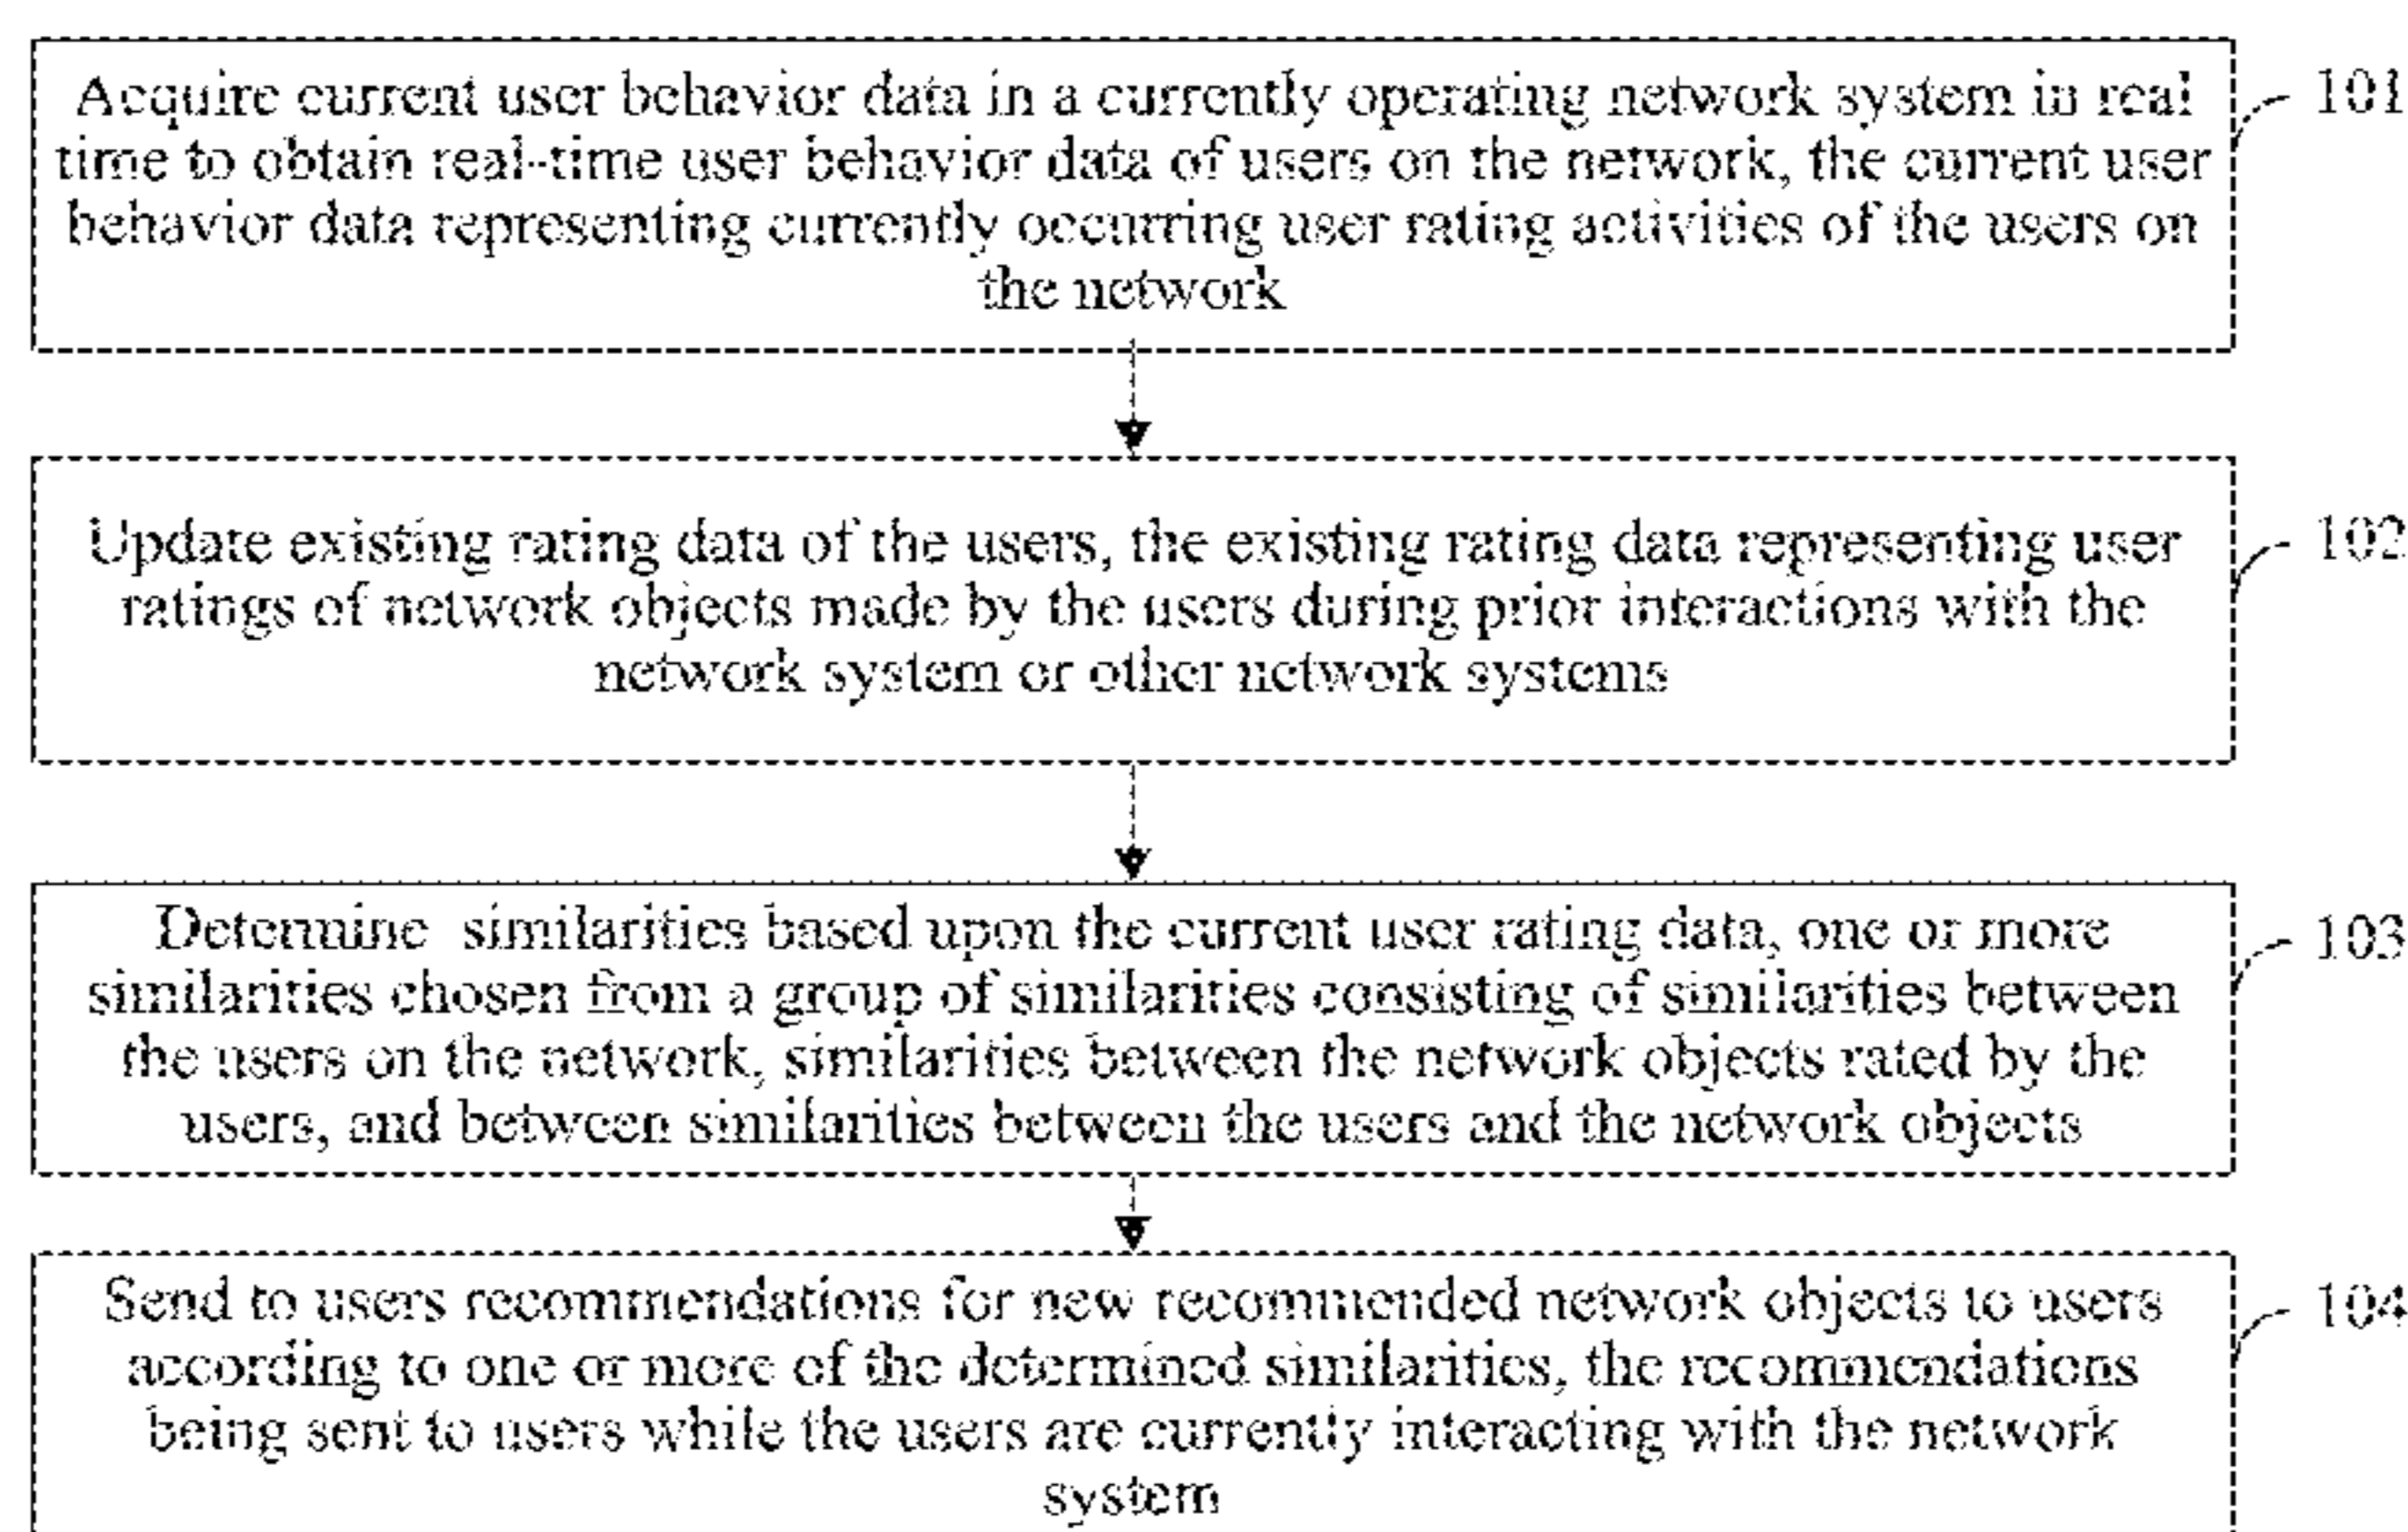 Acquire current user behavior data in a currently operating network system in real
time to obtain real-time user behavior data of users on the network, the current user
behavior data representing currently occurring user rating activities of the users on
the network
101
Update existing rating data of the users, the existing rating data representing user
ratings of network objects made by the users during prior interactions with the
network system or other network systems
102
Determine similarities based upon the current user rating data, one or more
similarities chosen from a group of similarities consisting of similarities between
the users on the network, similarities between the network objects rated by the
users, and between similarities between the users and the network objects
103
Send to users recommendations for new recommended network objects to users
according to one or more of the determined similarities, the recommendations
being sent to users while the users are currently interacting with the network
system
104